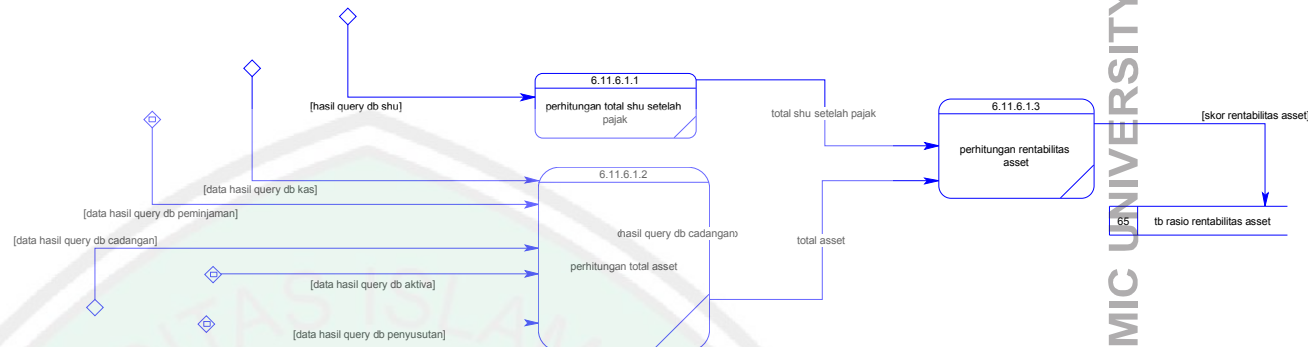 6.11.6.1.1
[hasil query db shu]
perhitungan total shu setelah
pajak
total shu setelah pajak
6.11.6.1.3
perhitungan rentabilitas
asset
[skor rentabilitas asset]
65 tb rasio rentabilitas asset
6.11.6.1.2
[data hasil query db kas]
[data hasil query db peminjaman]
[data hasil query db cadangan]
hasil query db cadangan
perhitungan total asset
total asset
[data hasil query db aktiva]
[data hasil query db penyusutan]
MIC UNIVERSITY
ITAS ISLAM